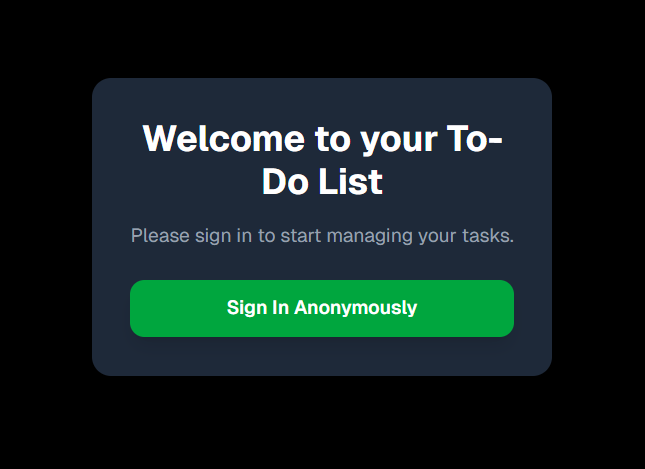 Welcome to your To-
Do List
Please sign in to start managing your tasks.
Sign In Anonymously